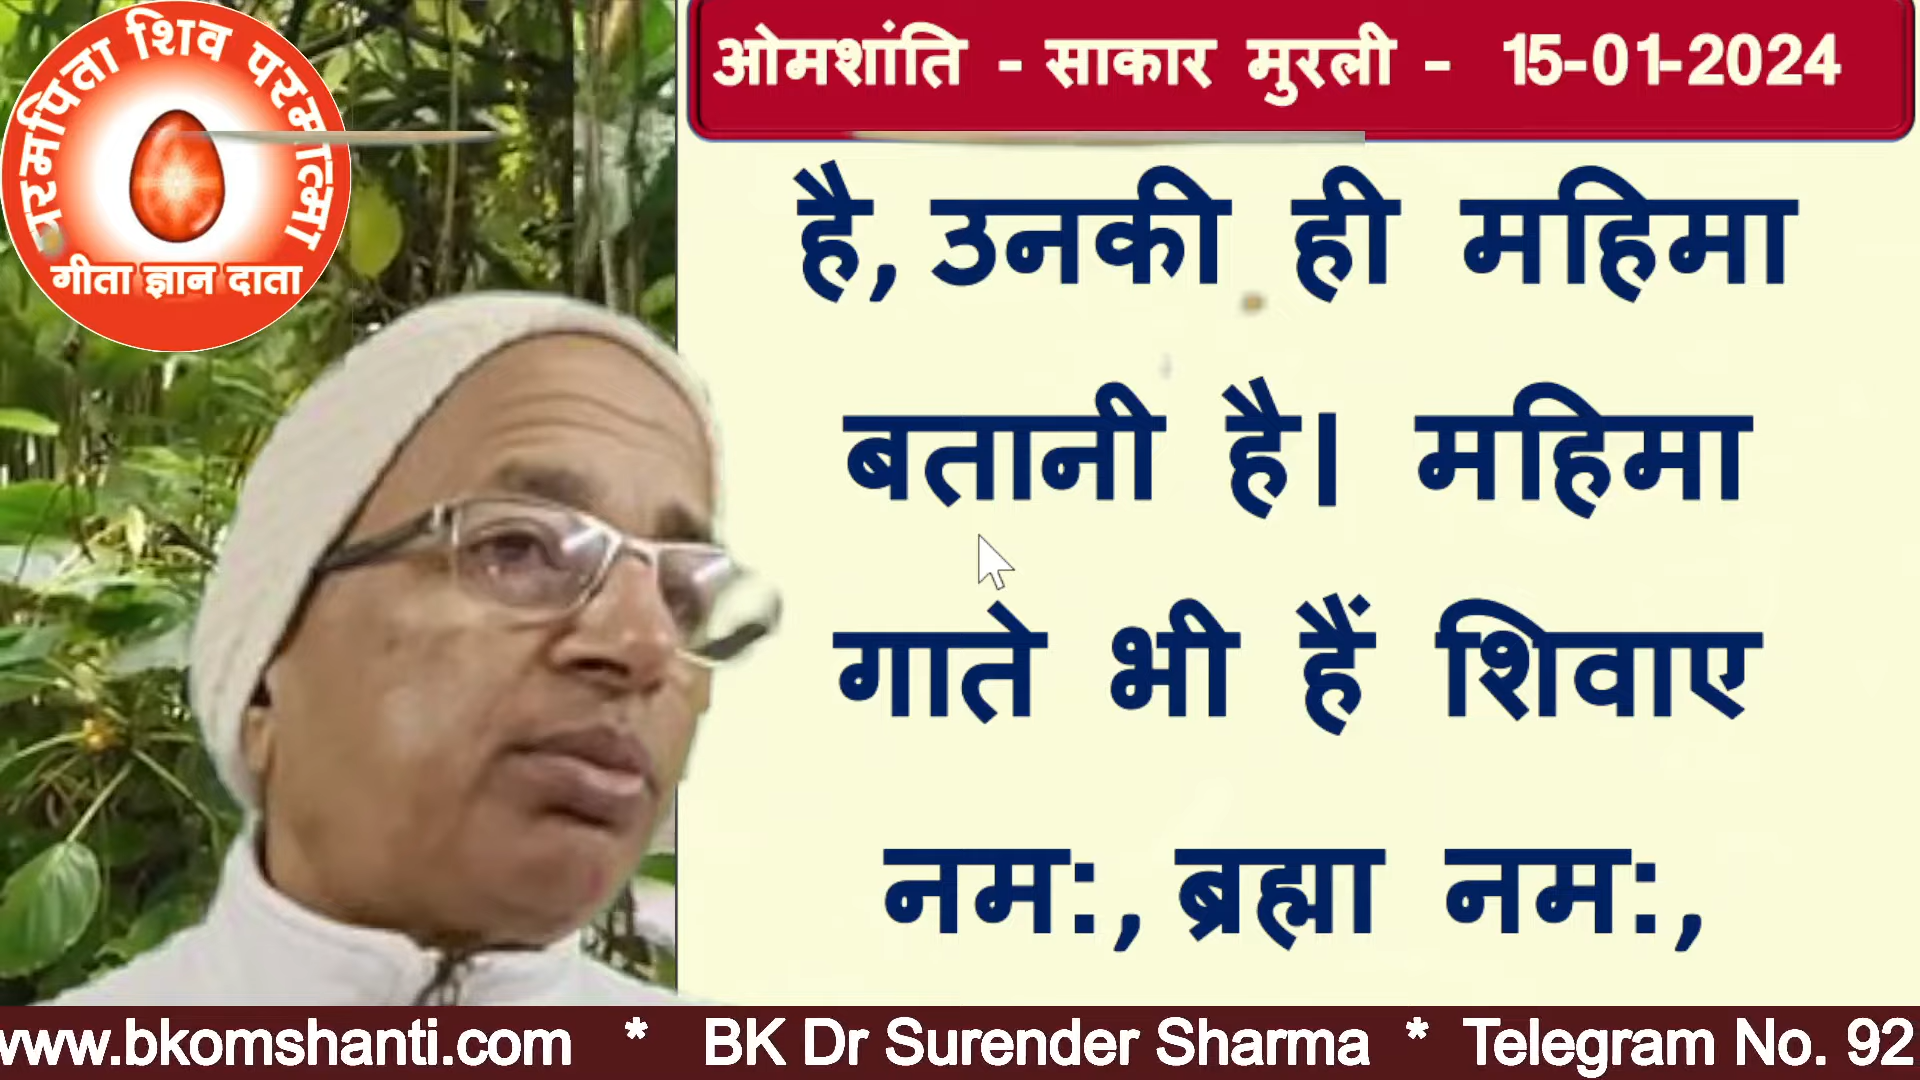 परमपिता शिव परमात्मा
गीता ज्ञान दाता
ओमशांति - साकार मुरली - 15-01-2024
है, उनकी ही महिमा
बतानी है। महिमा
गाते भी हैं शिवाए
नम:, ब्रह्मा नम:,
www.bkomshanti.com * BK Dr Surender Sharma * Telegram No. 92